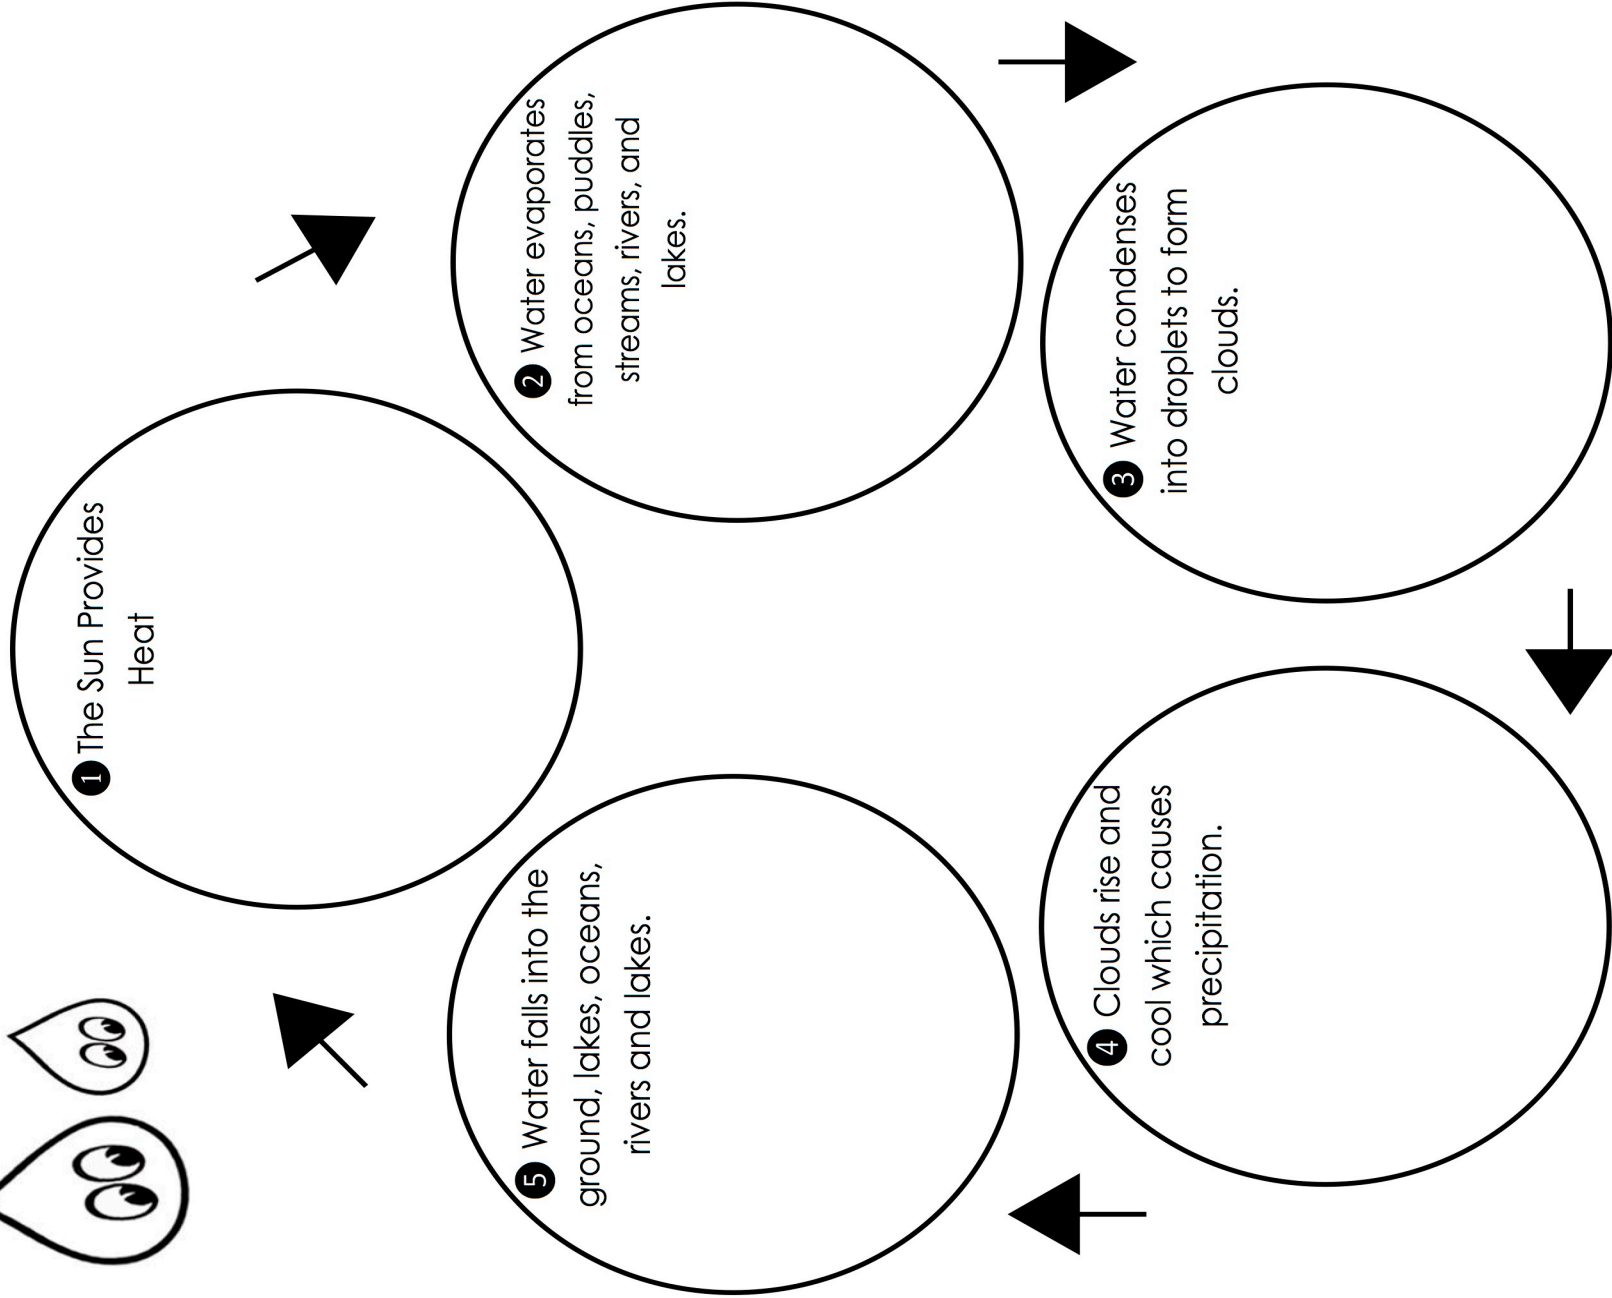 1 The Sun Provides
Heat
2 Water evaporates
from oceans, puddles,
streams, rivers, and
lakes.
3 Water condenses
into droplets to form
clouds.
4 Clouds rise and
cool which causes
precipitation.
5 Water falls into the
ground, lakes, oceans,
rivers and lakes.